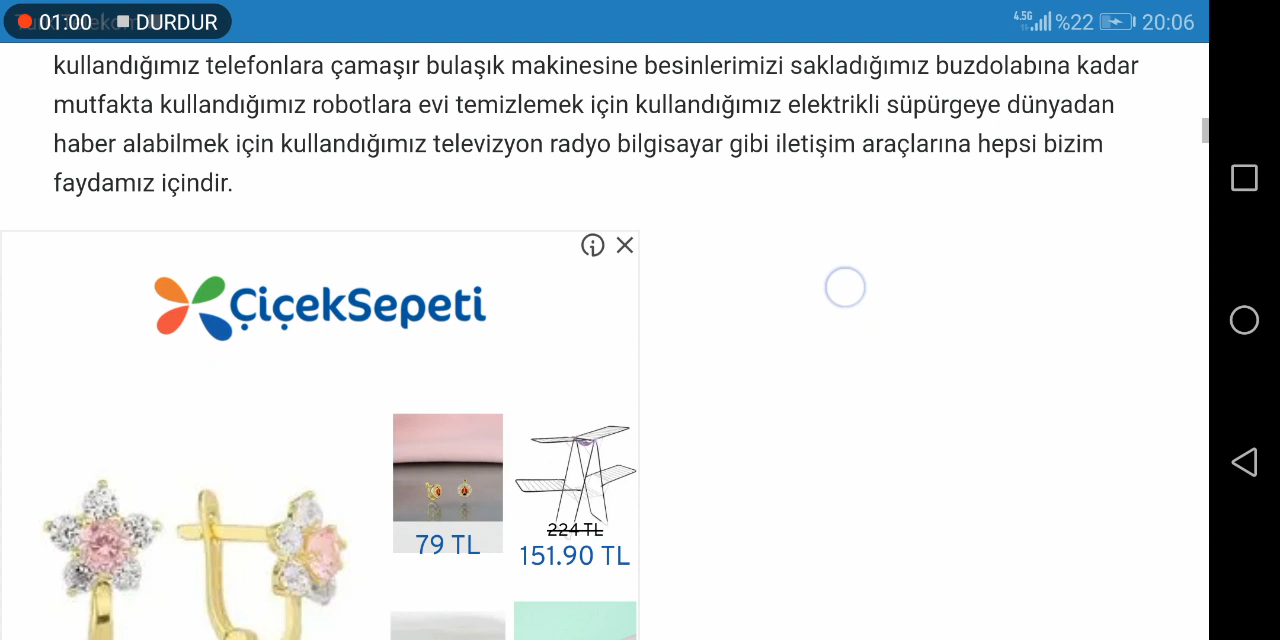 01:00 DURDUR
4.5G %22 20:06
kullandığımız telefonlara çamaşır bulaşık makinesine besinlerimizi sakladığımız buzdolabına kadar
mutfakta kullandığımız robotlara evi temizlemek için kullandığımız elektrikli süpürgeye dünyadan
haber alabilmek için kullandığımız televizyon radyo bilgisayar gibi iletişim araçlarına hepsi bizim
faydamız içindir.
ÇiçekSepeti
79 TL
224 TL
151.90 TL